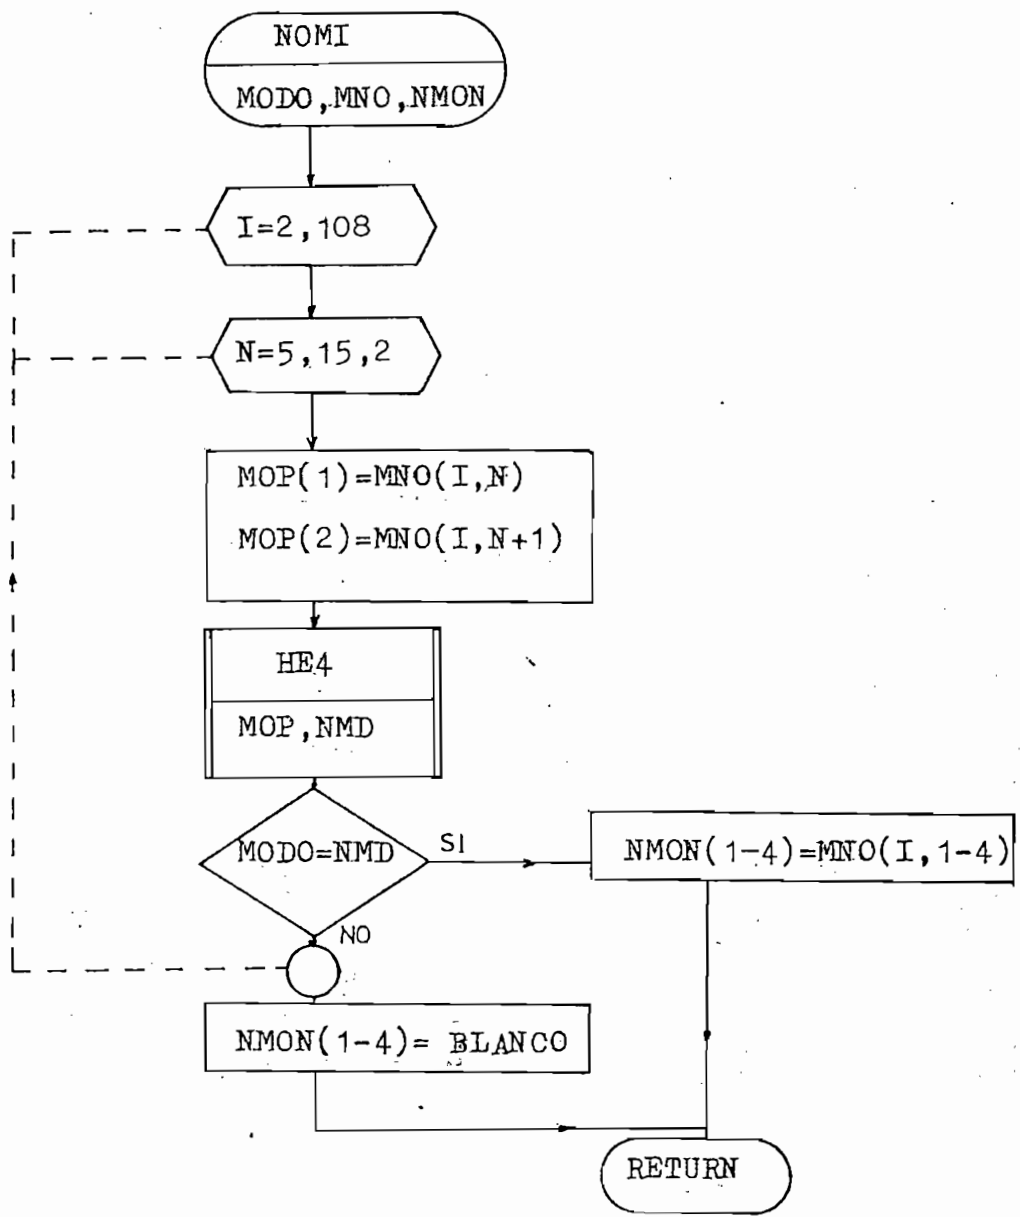 NOMI
MODO,MNO,NMON
I=2,108
N=5,15,2
MOP(1)=MNO(I,N)
MOP(2)=MNO(I,N+1)
HE4
MOP,NMD
MODO=NMD
SI
NMON(1-4)=MNO(I,1-4)
NO
NMON(1-4)= BLANCO
RETURN